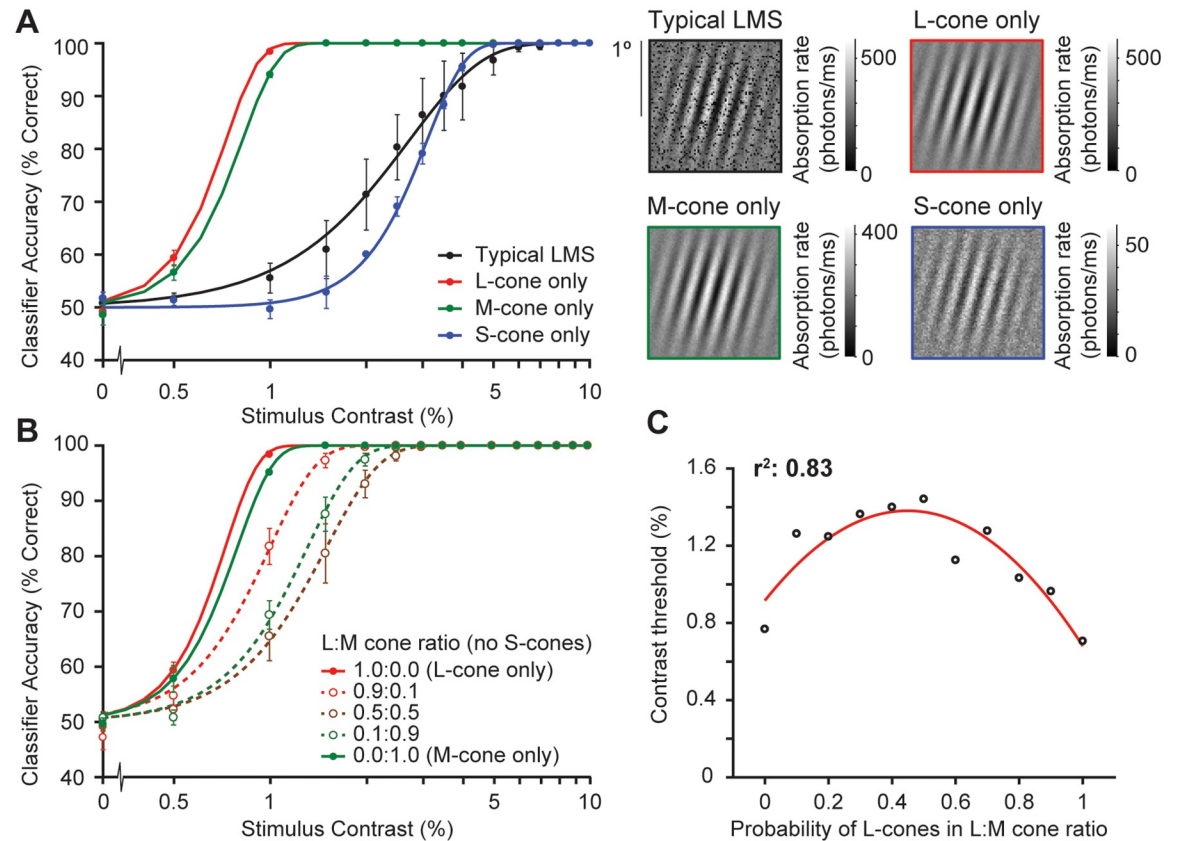 A
Classifier Accuracy (% Correct)
100
90
80
70
60
50
40
Typical LMS
L-cone only
M-cone only
S-cone only
0
0.5
1
5
10
Stimulus Contrast (%)
Typical LMS
1°
Absorption rate
(photons/ms)
500
0
L-cone only
Absorption rate
(photons/ms)
500
0
M-cone only
Absorption rate
(photons/ms)
400
0
S-cone only
Absorption rate
(photons/ms)
50
0
B
Classifier Accuracy (% Correct)
100
90
80
70
60
50
40
L:M cone ratio (no S-cones)
1.0:0.0 (L-cone only)
0.9:0.1
0.5:0.5
0.1:0.9
0.0:1.0 (M-cone only)
0
0.5
1
5
10
Stimulus Contrast (%)
C
Contrast threshold (%)
1.6
1.2
0.8
0.4
0
r²: 0.83
0
0.2
0.4
0.6
0.8
1
Probability of L-cones in L:M cone ratio